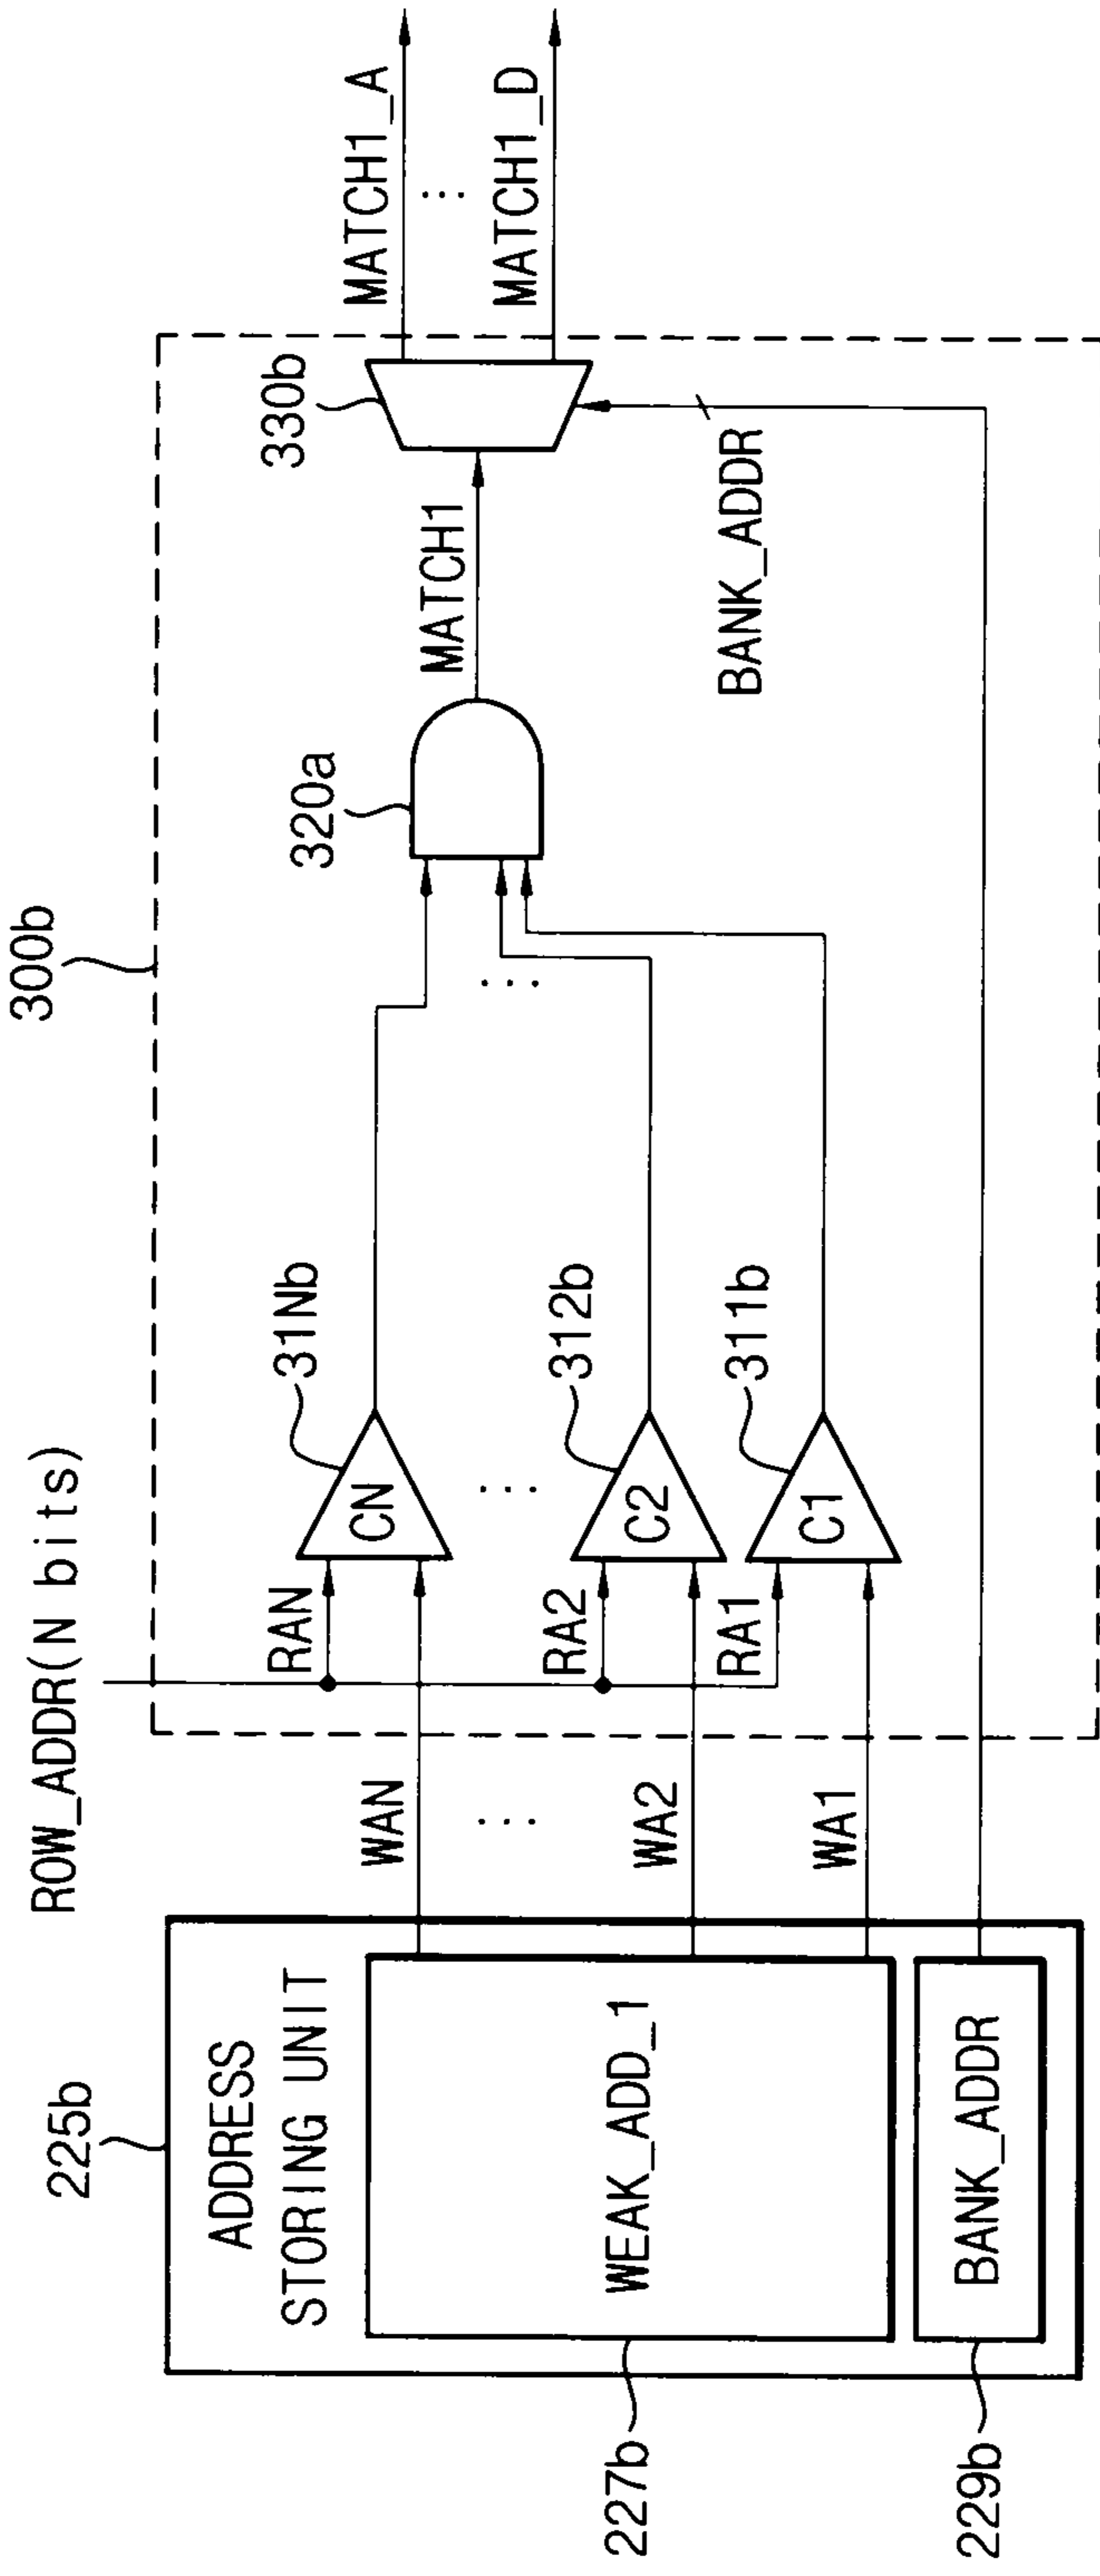 300b
ROW_ADDR(N bits)
225b
ADDRESS
STORING UNIT
WAN
RAN
CN
31Nb
320a
330b
MATCH1_A
...
MATCH1_D
MATCH1
...
...
...
WEAK_ADD_1
WA2
RA2
C2
312b
WA1
RA1
C1
311b
BANK_ADDR
BANK_ADDR
227b
229b